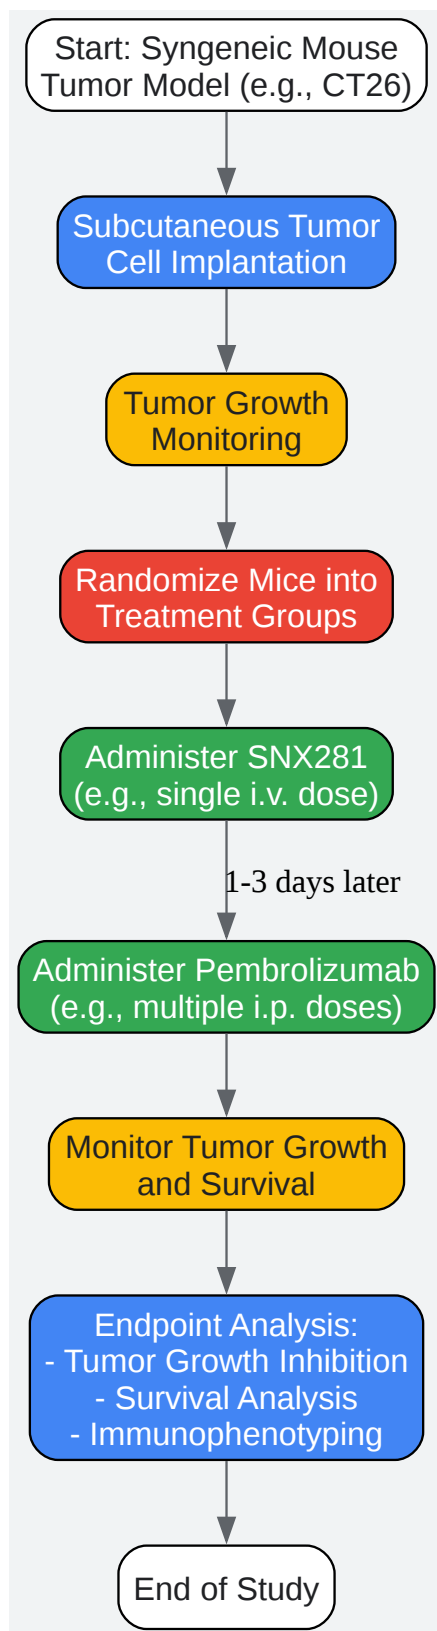 Start: Syngeneic Mouse
Tumor Model (e.g., CT26)
Subcutaneous Tumor
Cell Implantation
Tumor Growth
Monitoring
Randomize Mice into
Treatment Groups
Administer SNX281
(e.g., single i.v. dose)
1-3 days later
Administer Pembrolizumab
(e.g., multiple i.p. doses)
Monitor Tumor Growth
and Survival
Endpoint Analysis:
- Tumor Growth Inhibition
- Survival Analysis
- Immunophenotyping
End of Study